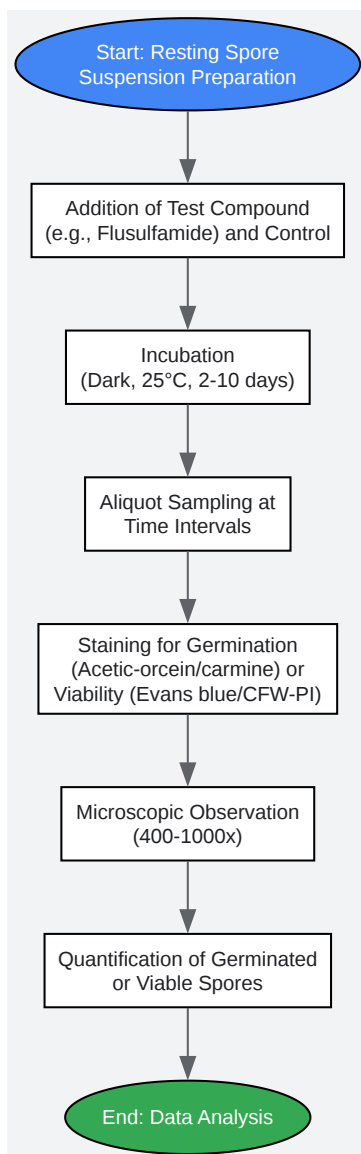 Start: Resting Spore
Suspension Preparation
Addition of Test Compound
(e.g., Flusulfamide) and Control
Incubation
(Dark, 25°C, 2-10 days)
Aliquot Sampling at
Time Intervals
Staining for Germination
(Acetic-orcein/carmine) or
Viability (Evans blue/CFW-PI)
Microscopic Observation
(400-1000x)
Quantification of Germinated
or Viable Spores
End: Data Analysis